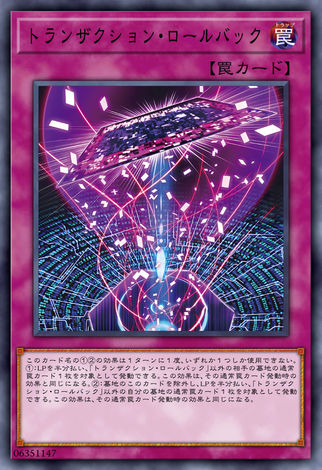 トランザクション・ロールバック
トラップ
罠
【罠カード】
このカード名の①②の効果は1ターンに1度、いずれか1つしか使用できない。
①:LPを半分払い、「トランザクション・ロールバック」以外の相手の墓地の通常
罠カード1枚を対象として発動できる。この効果は、その通常罠カード発動時の
効果と同じになる。②:墓地のこのカードを除外し、LPを半分払い、「トランザク
ション・ロールバック」以外の自分の墓地の通常罠カード1枚を対象として発動で
きる。この効果は、その通常罠カード発動時の効果と同じになる。
06351147